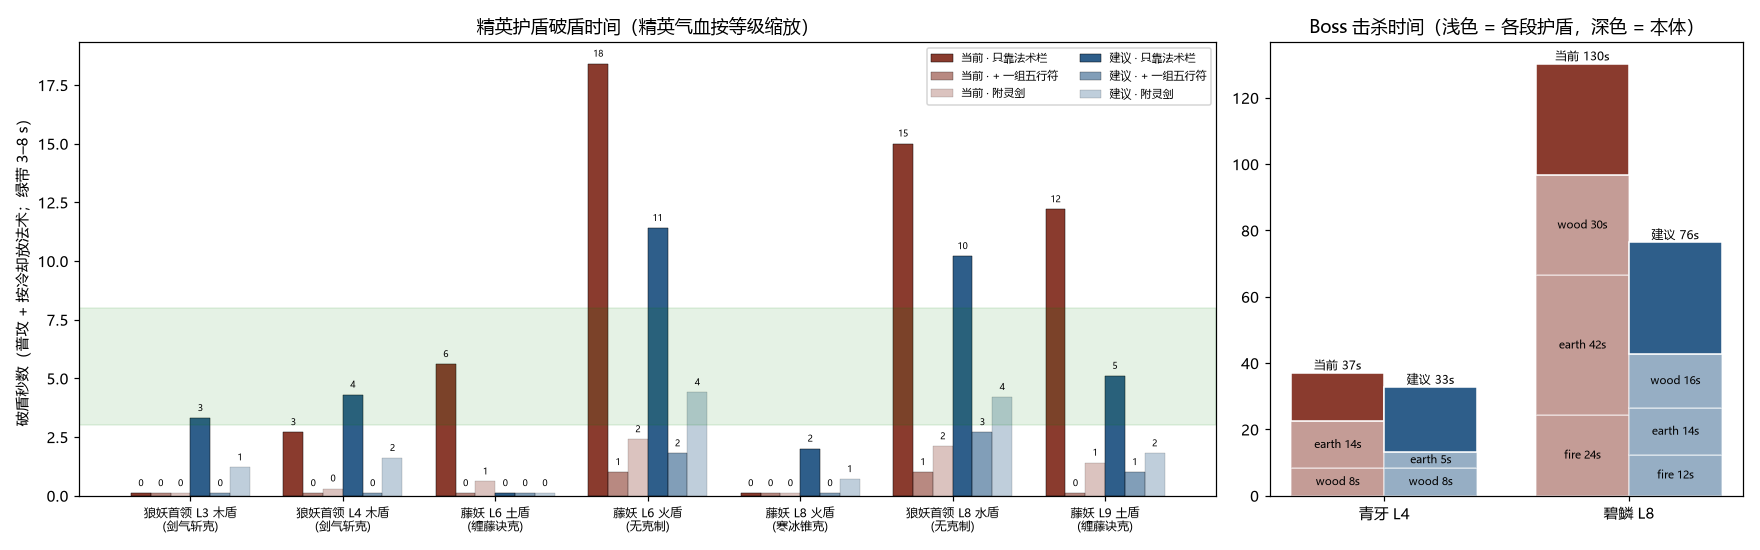 精英护盾破盾时间（精英气血按等级缩放）
破盾秒数（普攻 + 按冷却放法术；绿带 3–8 s）
17.5
15.0
12.5
10.0
7.5
5.0
2.5
0.0
当前 · 只靠法术栏
当前 · + 一组五行符
当前 · 附灵剑
建议 · 只靠法术栏
建议 · + 一组五行符
建议 · 附灵剑
0 0 0 3 0 1
3 0 0 4 0 2
6 0 1 0 0 0
18 1 2 11 2 4
0 0 0 2 0 1
15 1 2 10 3 4
12 0 1 5 1 2
狼妖首领 L3 木盾
(剑气斩克)
狼妖首领 L4 木盾
(剑气斩克)
藤妖 L6 土盾
(缠藤诀克)
藤妖 L6 火盾
(无克制)
藤妖 L8 火盾
(寒冰锥克)
狼妖首领 L8 水盾
(无克制)
藤妖 L9 土盾
(缠藤诀克)
Boss 击杀时间（浅色 = 各段护盾，深色 = 本体）
120
100
80
60
40
20
0
当前 37s
earth 14s
wood 8s
建议 33s
earth 5s
wood 8s
当前 130s
wood 30s
earth 42s
fire 24s
建议 76s
wood 16s
earth 14s
fire 12s
青牙 L4
碧鳞 L8